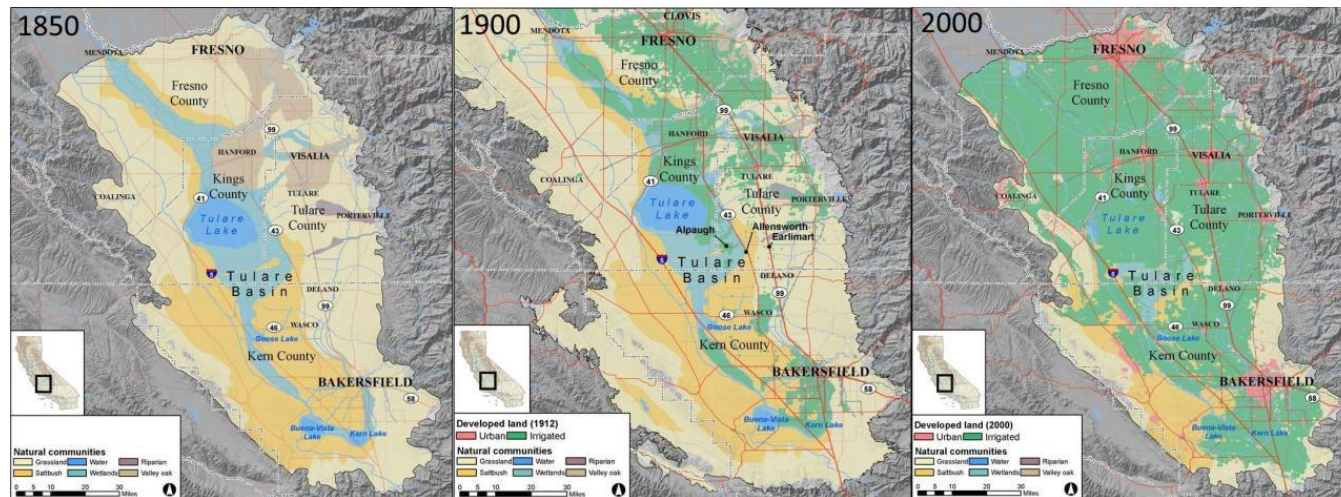 1850
MENDOTA
FRESNO
Fresno
County
99
HANFORD
VISALIA
Kings
County
COALINGA
41
TULARE
Tulare
County
Tulare
Lake
PORTERVILLE
43
5
Tulare
Basin
DELANO
99
46
WASCO
Goose Lake
Kern County
BAKERSFIELD
58
Buena-Vista
Lake
Kern Lake
Natural communities
Grassland
Water
Riparian
Saltbush
Wetlands
Valley oak
0 10 20 30
Miles
1900
CLOVIS
MENDOTA
FRESNO
Fresno
County
99
HANFORD
VISALIA
Kings
County
COALINGA
41
TULARE
Tulare
County
Tulare
Lake
PORTERVILLE
43
Alpaugh
Allensworth
Earlimart
5
Tulare
Basin
DELANO
99
46
WASCO
Goose Lake
Kern County
BAKERSFIELD
58
Buena-Vista
Lake
Kern Lake
Developed land (1912)
Urban
Irrigated
Natural communities
Grassland
Water
Riparian
Saltbush
Wetlands
Valley oak
0 10 20 30
Miles
2000
MENDOTA
FRESNO
Fresno
County
99
HANFORD
VISALIA
Kings
County
COALINGA
41
TULARE
Tulare
County
Tulare Lake
PORTERVILLE
43
5
Tulare
Basin
DELANO
99
46
WASCO
Goose Lake
Kern County
BAKERSFIELD
58
Buena-Vista
Lake
Kern Lake
Developed land (2000)
Urban
Irrigated
Natural communities
Grassland
Water
Riparian
Saltbush
Wetlands
Valley oak
0 10 20 30
Miles